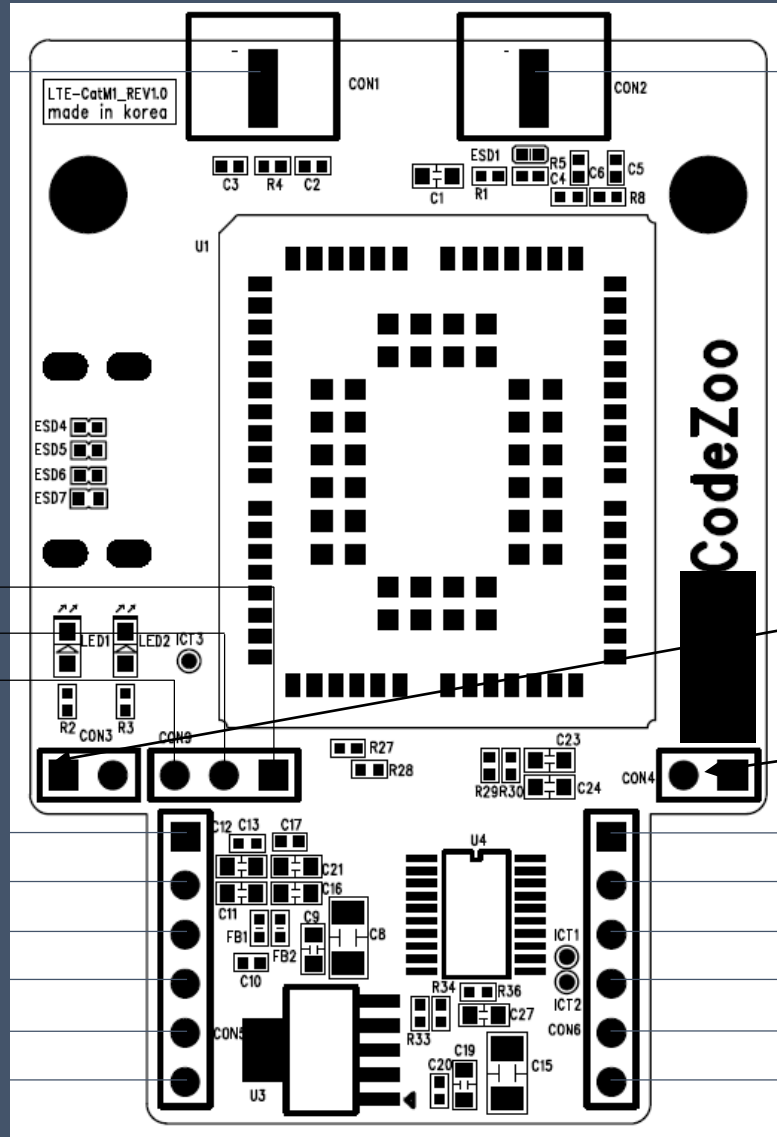 CON1
CON2
LTE-CatM1_REV1.0
made in korea
ESD1
R5
C3
R4
C2
C1
R1
C4
C6
C5
R8
U1
CodeZoo
ESD4
ESD5
ESD6
ESD7
LED1
LED2
ICT3
R2
R3
CON3
CON9
R27
R28
C23
R29
R30
C24
CON4
C12
C13
C17
U4
C21
C16
C11
C9
C8
FB1
FB2
C10
ICT1
ICT2
R34
R36
C27
R33
CON5
CON6
U3
C20
C19
C15